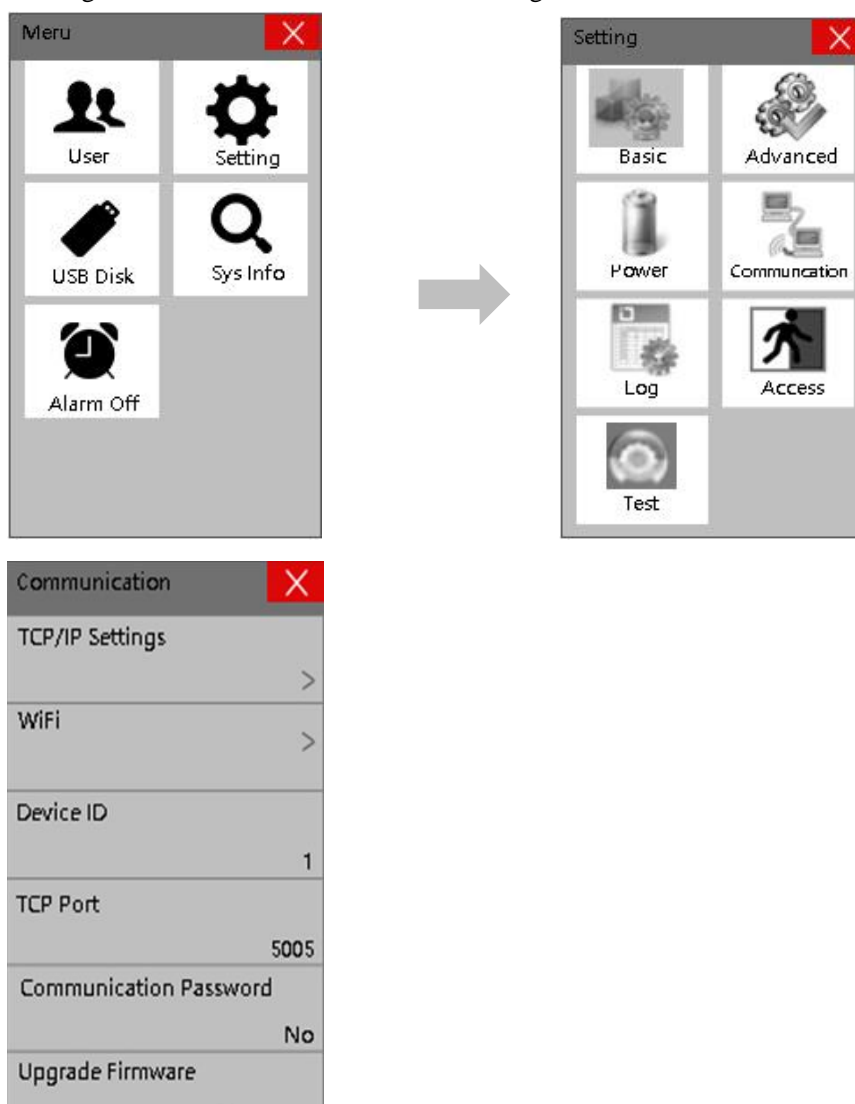 Meru
User
Setting
USB Disk
Sys Info
Alarm Off
Setting
Basic
Advanced
Power
Communcation
Log
Access
Test
Communication
TCP/IP Settings
>
WiFi
>
Device ID
1
TCP Port
5005
Communication Password
No
Upgrade Firmware